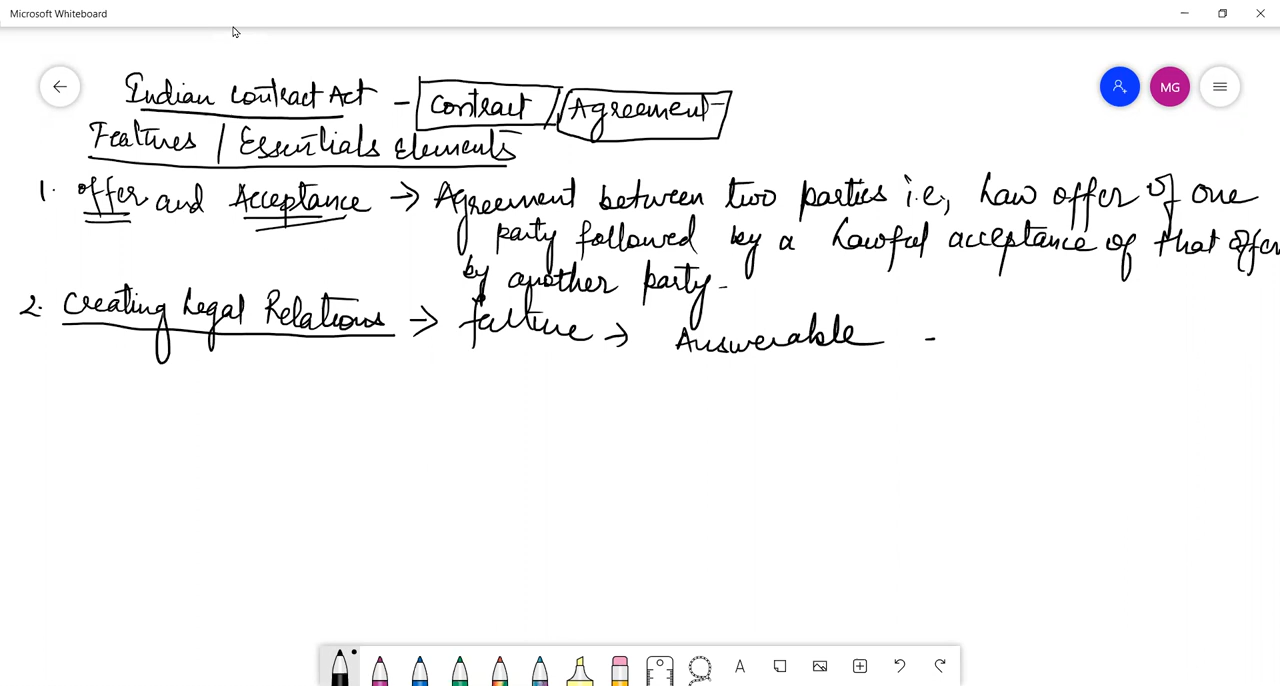 Microsoft Whiteboard
MG
Indian Contract Act - Contract / Agreement
Features / Essentials Elements
1. Offer and Acceptance → Agreement between two parties i.e, Law offer of one
party followed by a Lawful acceptance of that offer
by another party.
2. Creating Legal Relations → failure → Answerable -
A